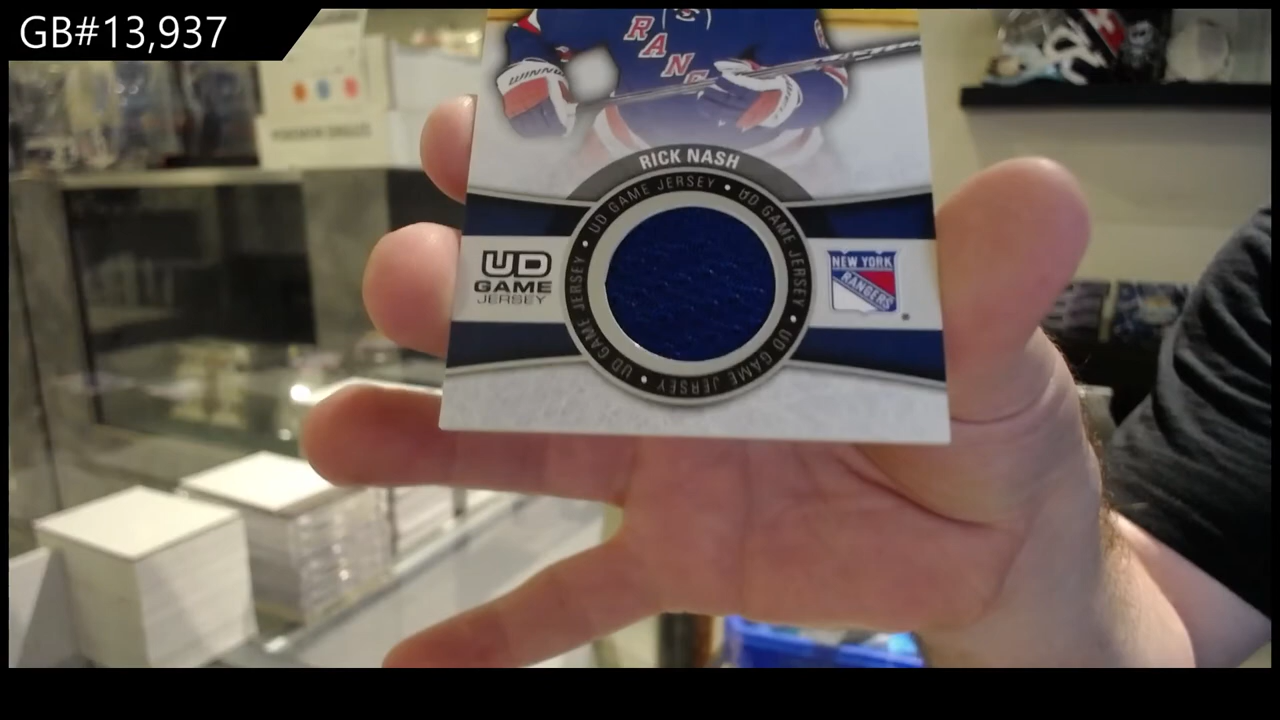 GB#13,937
RANG
WINNW
RICK NASH
UD GAME JERSEY • UD GAME JERSEY • UD GAME JERSEY • UD GAME JERSEY •
UD
GAME
JERSEY
NEW YORK
RANGERS